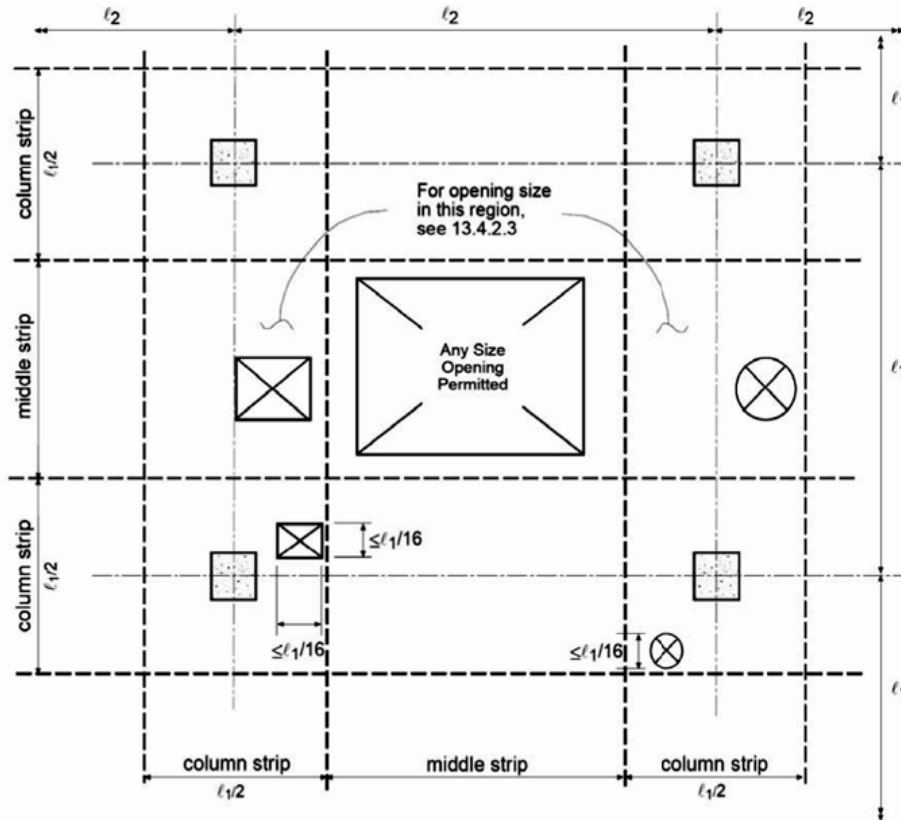 ℓ2
ℓ2
ℓ2
ℓ-
column strip
ℓ1/2
For opening size
in this region,
see 13.4.2.3
middle strip
Any Size
Opening
Permitted
ℓ-
column strip
ℓ1/2
≤ℓ1/16
≤ℓ1/16
≤ℓ1/16
ℓ-
column strip
ℓ1/2
middle strip
column strip
ℓ1/2